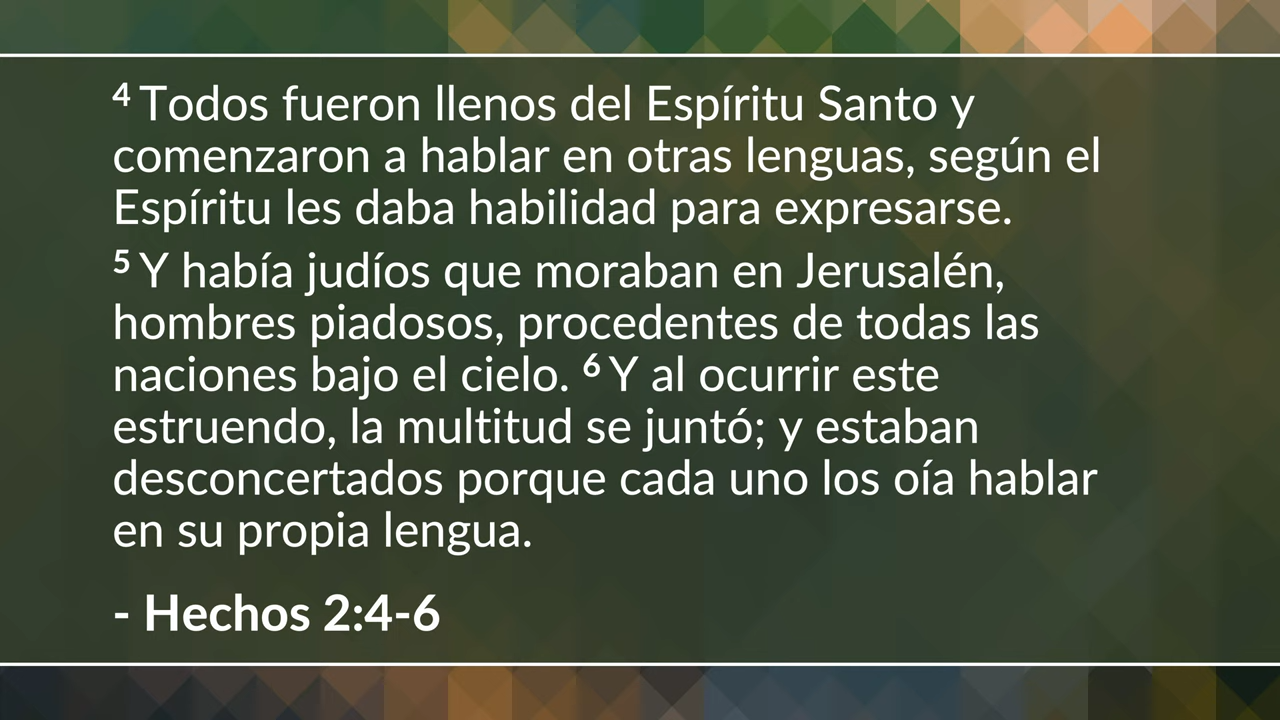 4 Todos fueron llenos del Espíritu Santo y
comenzaron a hablar en otras lenguas, según el
Espíritu les daba habilidad para expresarse.
5 Y había judíos que moraban en Jerusalén,
hombres piadosos, procedentes de todas las
naciones bajo el cielo. 6 Y al ocurrir este
estruendo, la multitud se juntó; y estaban
desconcertados porque cada uno los oía hablar
en su propia lengua.
- Hechos 2:4-6